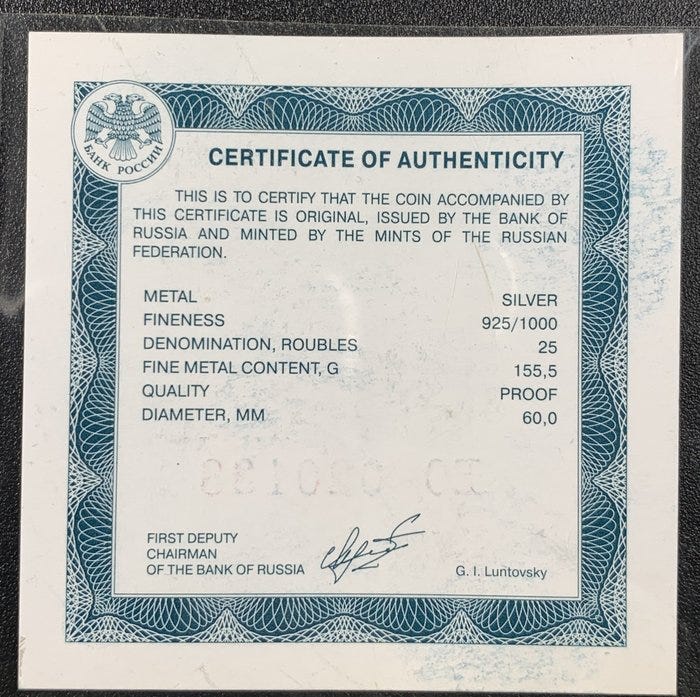 БАНК РОССИИ
CERTIFICATE OF AUTHENTICITY
THIS IS TO CERTIFY THAT THE COIN ACCOMPANIED BY
THIS CERTIFICATE IS ORIGINAL, ISSUED BY THE BANK OF
RUSSIA AND MINTED BY THE MINTS OF THE RUSSIAN
FEDERATION.
METAL SILVER
FINENESS 925/1000
DENOMINATION, ROUBLES 25
FINE METAL CONTENT, G 155,5
QUALITY PROOF
DIAMETER, MM 60,0
FIRST DEPUTY
CHAIRMAN
OF THE BANK OF RUSSIA G. I. Luntovsky